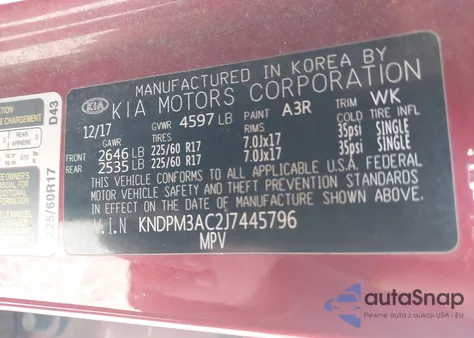 MANUFACTURED IN KOREA BY
KIA KIA MOTORS CORPORATION
12/17 GVWR 4597 LB PAINT A3R TRIM WK
GAWR TIRES RIMS COLD TIRE INFL
FRONT 2646 LB 225/60 R17 7.0Jx17 35psi SINGLE
REAR 2535 LB 225/60 R17 7.0Jx17 35psi SINGLE
THIS VEHICLE CONFORMS TO ALL APPLICABLE U.S.A. FEDERAL
MOTOR VEHICLE SAFETY AND THEFT PREVENTION STANDARDS
IN EFFECT ON THE DATE OF MANUFACTURE SHOWN ABOVE.
V.I.N KNDPM3AC2J7445796
MPV
D43
CHARGEMENT
ARRIERE
225/60R17
autoSnap
Pewne auta z aukcji USA i EU